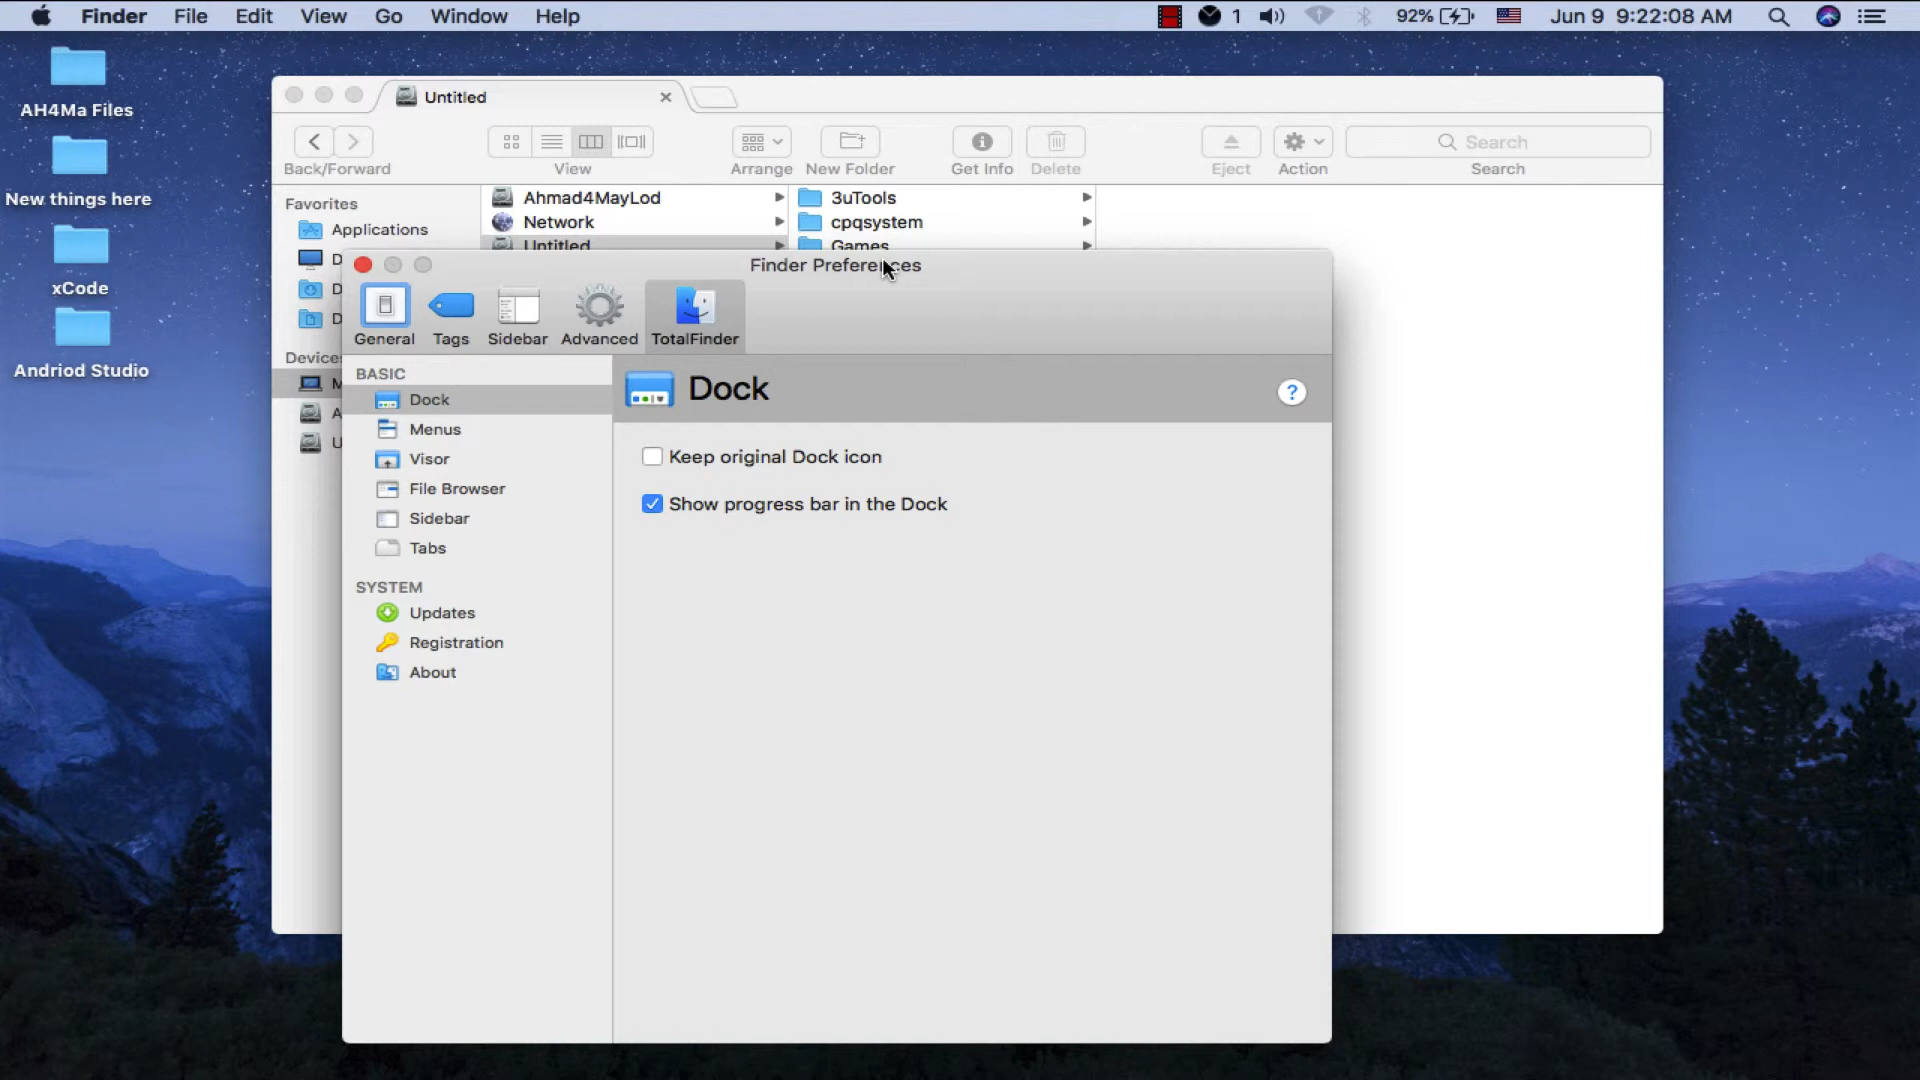 Finder File Edit View Go Window Help 1 92% Jun 9 9:22:08 AM
AH4Ma Files
New things here
xCode
Andriod Studio
Untitled
Back/Forward View Arrange New Folder Get Info Delete Eject Action Search
Search
Favorites
Applications
D
D
D
Devices
M
A
U
Ahmad4MayLod
Network
Untitled
3uTools
cpqsystem
Games
Finder Preferences
General Tags Sidebar Advanced TotalFinder
BASIC
Dock
Menus
Visor
File Browser
Sidebar
Tabs
SYSTEM
Updates
Registration
About
Dock
?
Keep original Dock icon
Show progress bar in the Dock